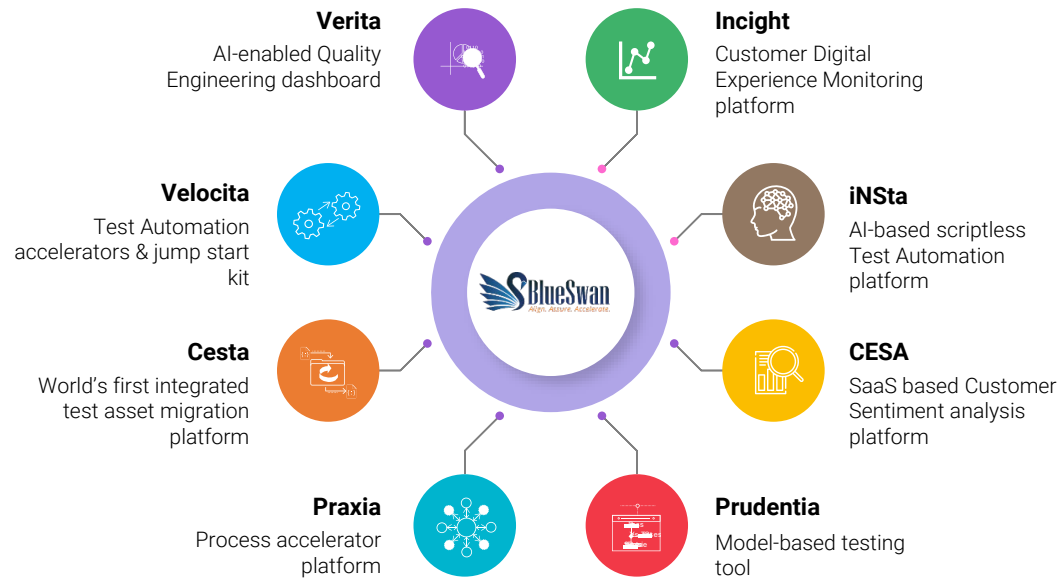 Verita
AI-enabled Quality
Engineering dashboard
Incight
Customer Digital
Experience Monitoring
platform
Velocita
Test Automation
accelerators & jump start
kit
iNSta
AI-based scriptless
Test Automation
platform
BlueSwan
Align. Assure. Accelerate.
Cesta
World's first integrated
test asset migration
platform
CESA
SaaS based Customer
Sentiment analysis
platform
Praxia
Process accelerator
platform
Prudentia
Model-based testing
tool